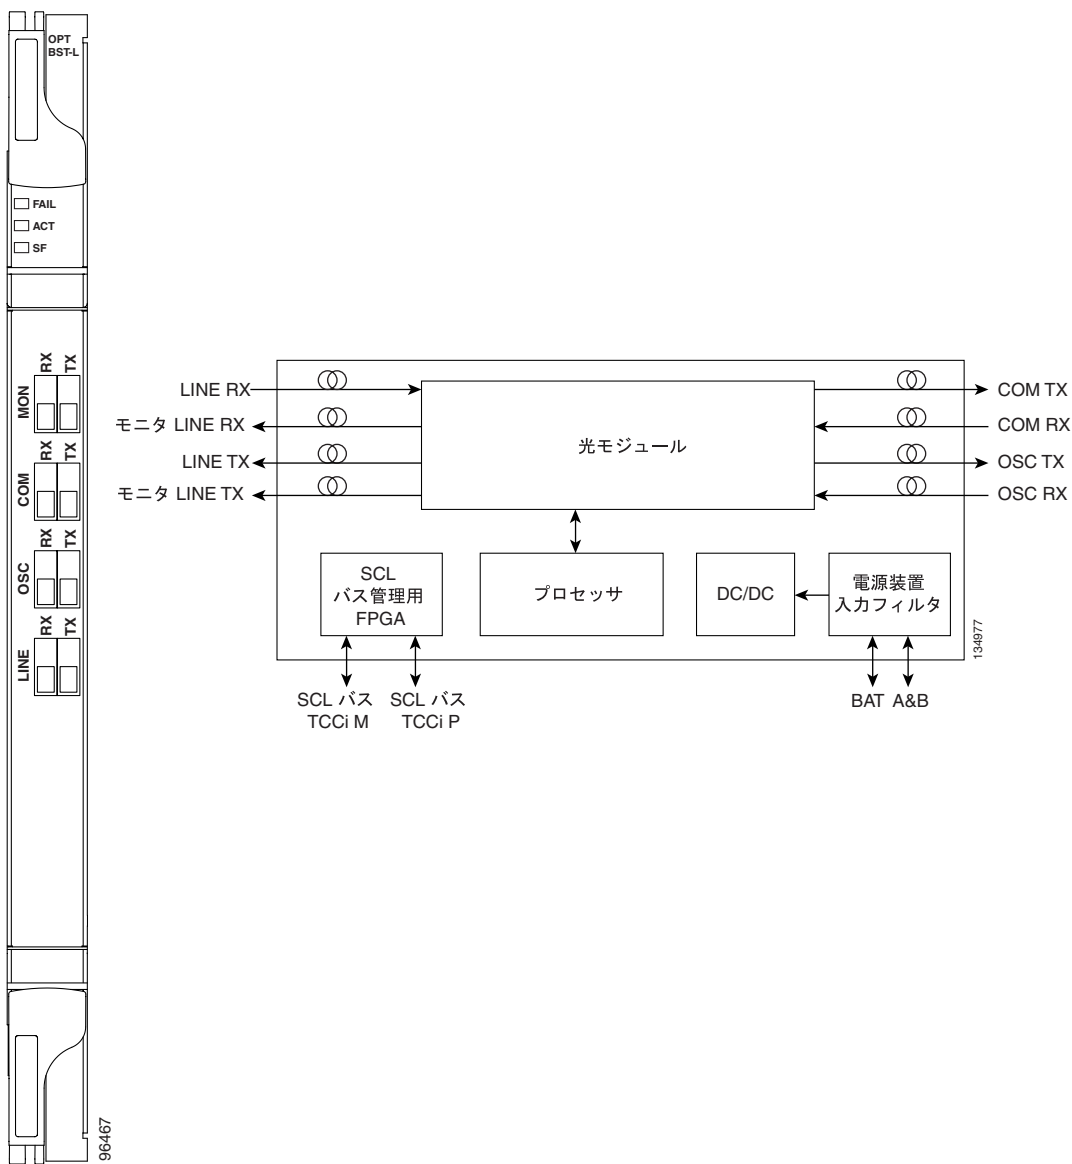 OPT
BST-L
FAIL
ACT
SF
RX
TX
MON
RX
TX
COM
RX
TX
OSC
RX
TX
LINE
96467
LINE RX
モニタ LINE RX
LINE TX
モニタ LINE TX
光モジュール
COM TX
COM RX
OSC TX
OSC RX
SCL
バス管理用
FPGA
プロセッサ
DC/DC
電源装置
入力フィルタ
134977
SCL バス
TCCi M
SCL バス
TCCi P
BAT A&B